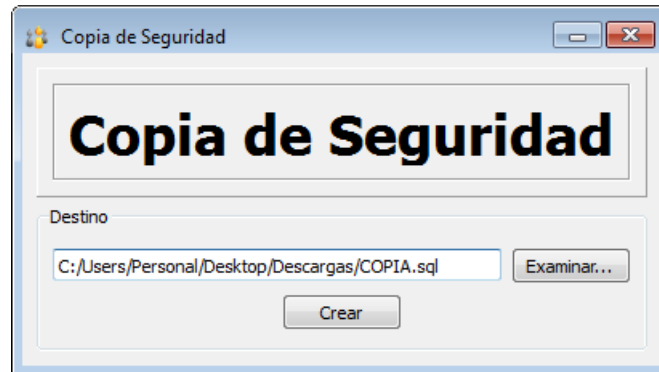 Copia de Seguridad
Copia de Seguridad
Destino
C:/Users/Personal/Desktop/Descargas/COPIA.sql Examinar...
Crear